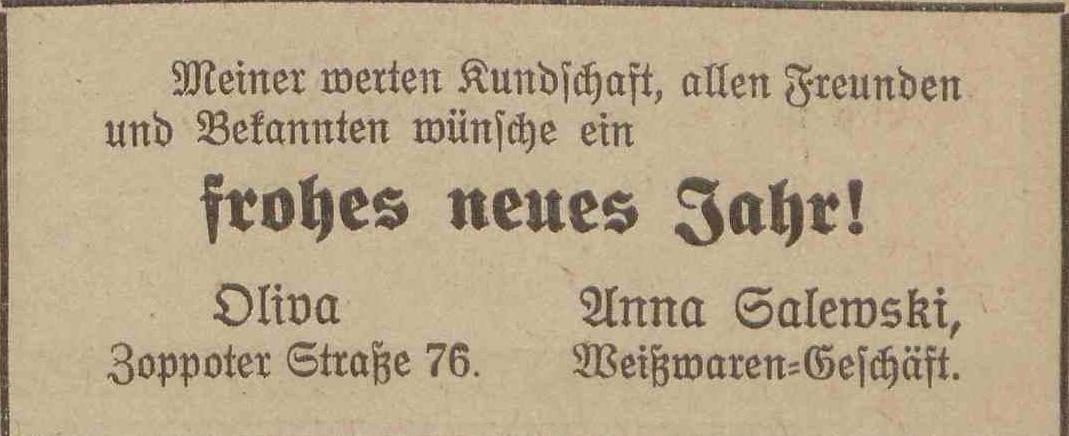 Meiner werten Kundschaft, allen Freunden
und Bekannten wünsche ein
frohes neues Jahr!
Oliva
Zoppoter Straße 76.
Anna Salewski,
Weißwaren-Geschäft.